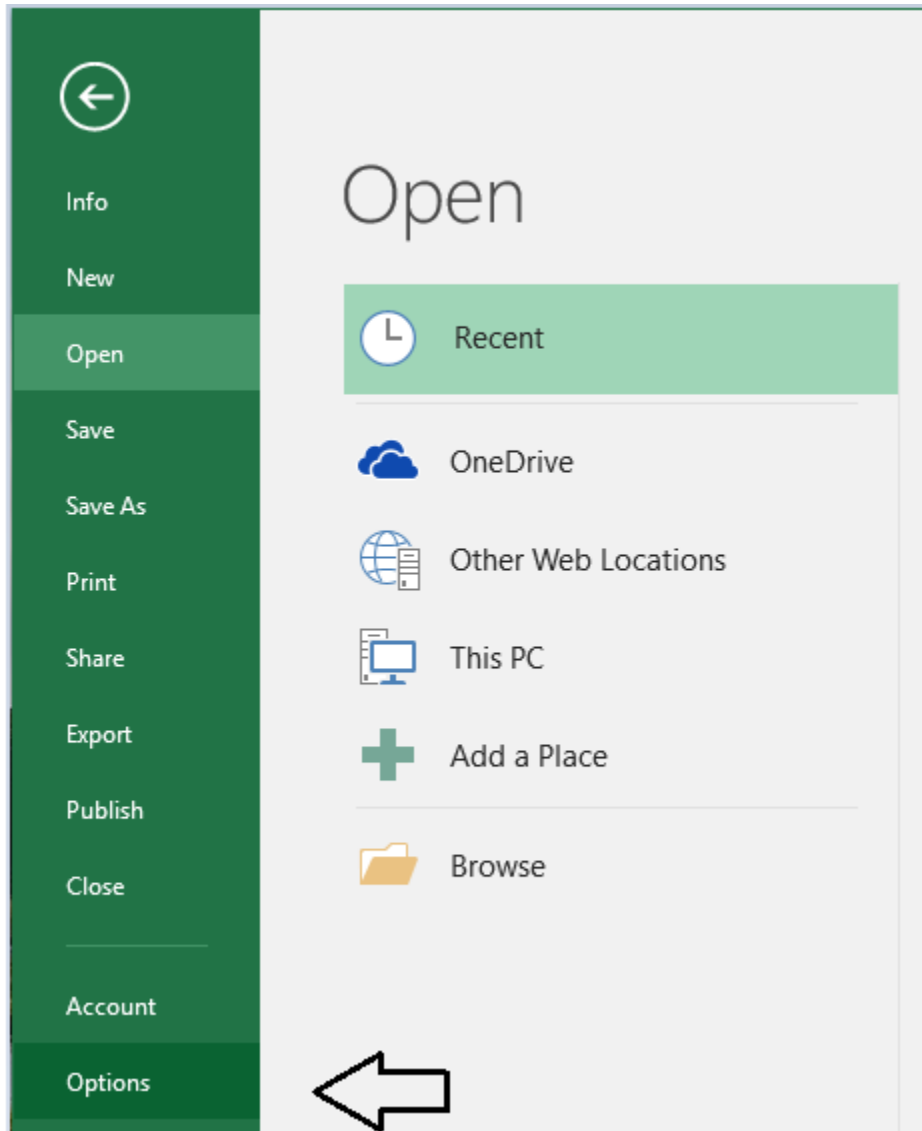 Info
New
Open
Save
Save As
Print
Share
Export
Publish
Close
Account
Options
Open
Recent
OneDrive
Other Web Locations
This PC
Add a Place
Browse